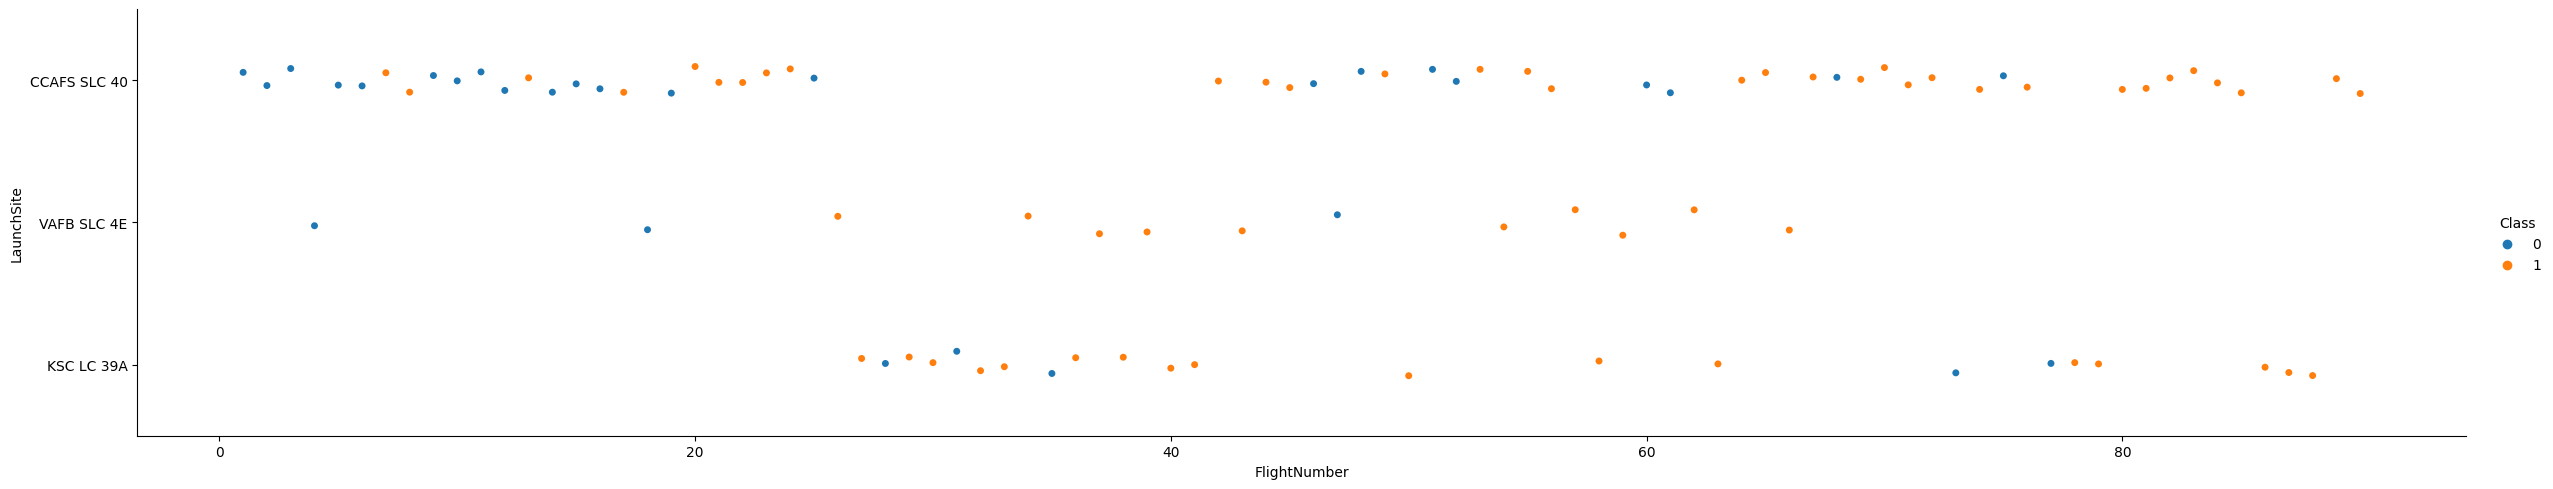 CCAFS SLC 40
VAFB SLC 4E
KSC LC 39A
LaunchSite
0
20
40
60
80
FlightNumber
Class
0
1